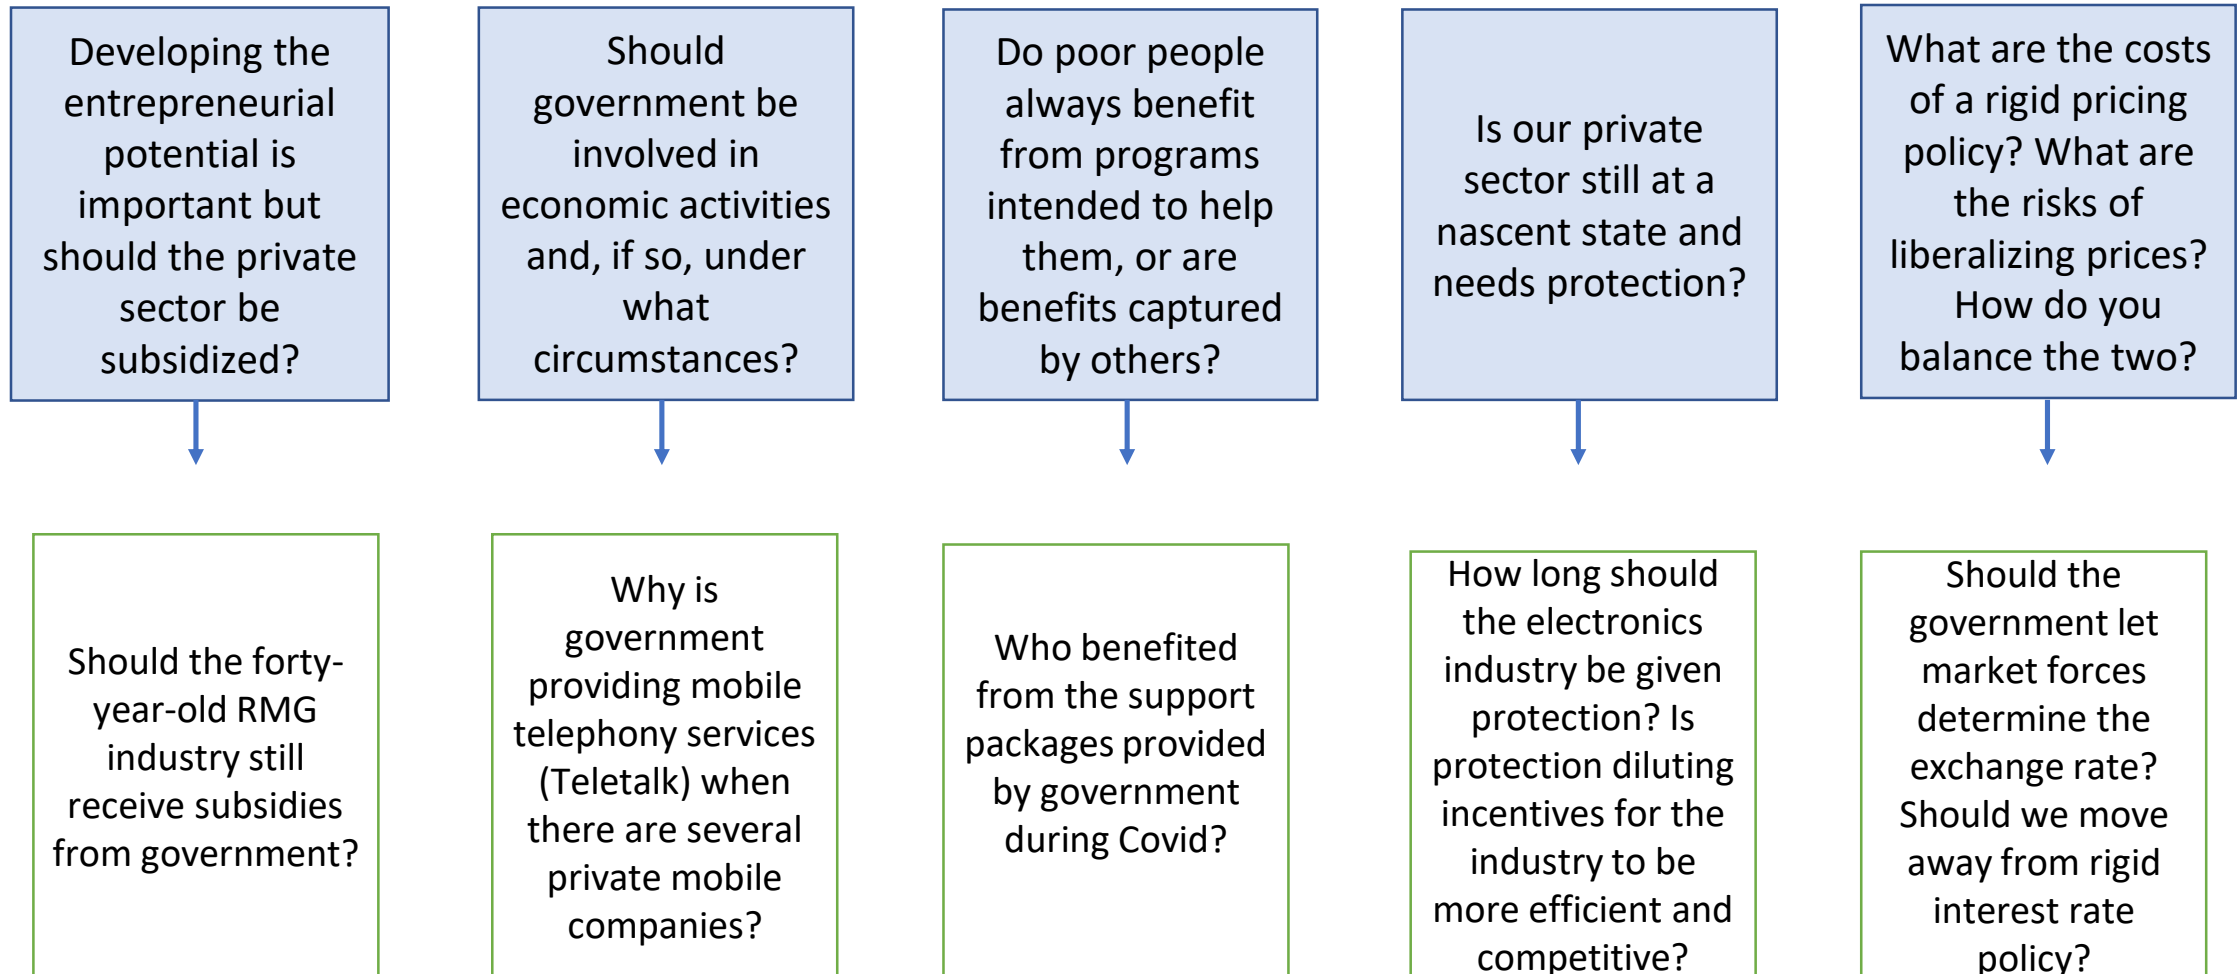 Developing the
entrepreneurial
potential is
important but
should the private
sector be
subsidized?
Should
government be
involved in
economic activities
and, if so, under
what
circumstances?
Do poor people
always benefit
from programs
intended to help
them, or are
benefits captured
by others?
Is our private
sector still at a
nascent state and
needs protection?
What are the costs
of a rigid pricing
policy? What are
the risks of
liberalizing prices?
How do you
balance the two?
Should the forty-
year-old RMG
industry still
receive subsidies
from government?
Why is
government
providing mobile
telephony services
(Teletalk) when
there are several
private mobile
companies?
Who benefited
from the support
packages provided
by government
during Covid?
How long should
the electronics
industry be given
protection? Is
protection diluting
incentives for the
industry to be
more efficient and
competitive?
Should the
government let
market forces
determine the
exchange rate?
Should we move
away from rigid
interest rate
policy?